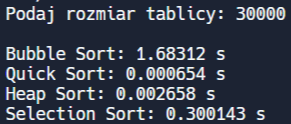 Podaj rozmiar tablicy: 30000
Bubble Sort: 1.68312 s
Quick Sort: 0.000654 s
Heap Sort: 0.002658 s
Selection Sort: 0.300143 s